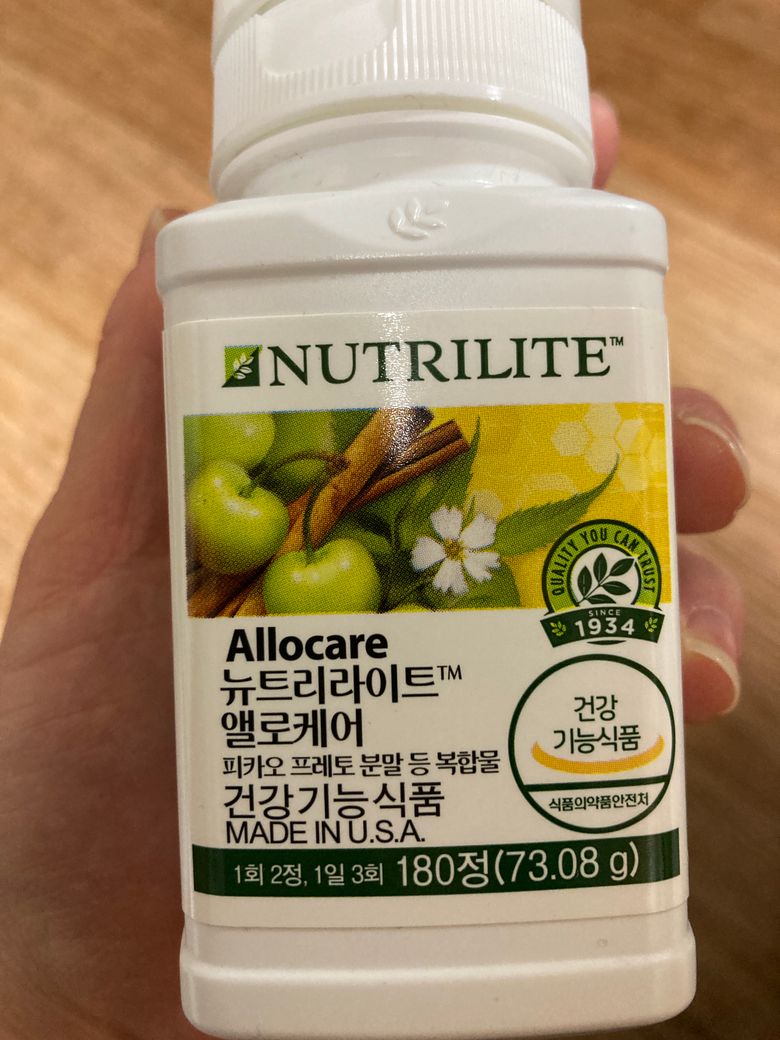 NUTRILITE™
QUALITY YOU CAN TRUST
SINCE
1934
Allocare
뉴트리라이트™
앨로케어
피카오 프레토 분말 등 복합물
건강기능식품
MADE IN U.S.A.
건강
기능식품
식품의약품안전처
1회 2정, 1일 3회 180정(73.08 g)